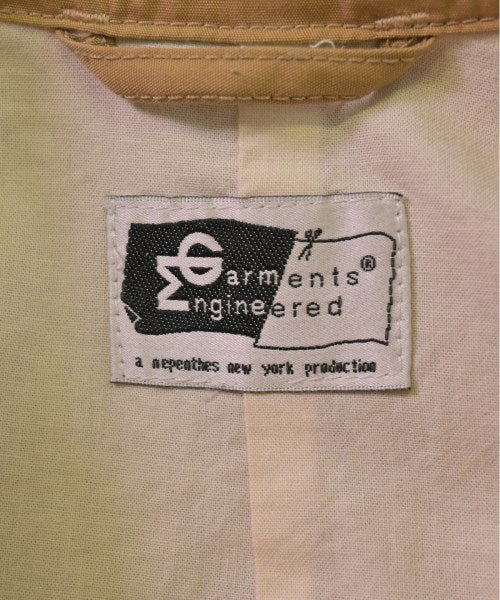 Garments®
Engineered
a nepenthes new york production